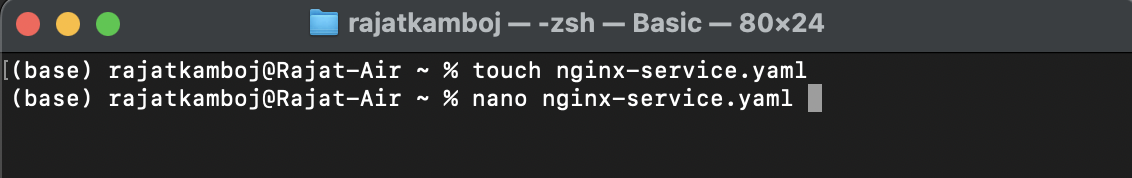 rajatkamboj — -zsh — Basic — 80×24
[(base) rajatkamboj@Rajat-Air ~ % touch nginx-service.yaml
(base) rajatkamboj@Rajat-Air ~ % nano nginx-service.yaml